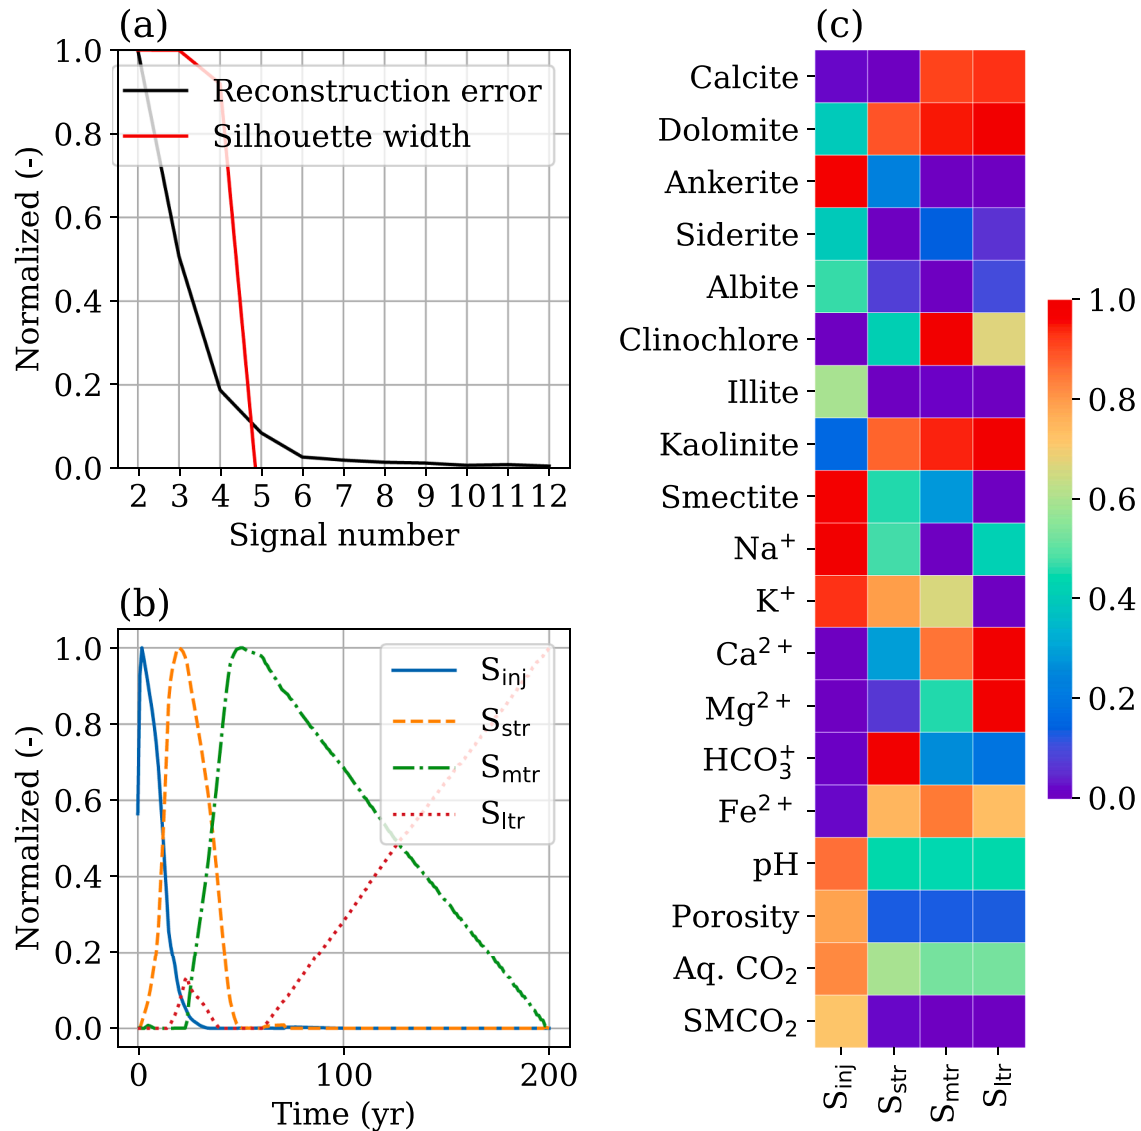 (a)
1.0
0.8
0.6
0.4
0.2
0.0
Normalized (-)
Reconstruction error
Silhouette width
2 3 4 5 6 7 8 9 10 11 12
Signal number
(b)
1.0
0.8
0.6
0.4
0.2
0.0
Normalized (-)
S_inj
S_str
S_mtr
S_ltr
0 100 200
Time (yr)
(c)
Calcite
Dolomite
Ankerite
Siderite
Albite
Clinochlore
Illite
Kaolinite
Smectite
Na⁺
K⁺
Ca²⁺
Mg²⁺
HCO₃⁺
Fe²⁺
pH
Porosity
Aq. CO₂
SMCO₂
S_inj S_str S_mtr S_ltr
1.0
0.8
0.6
0.4
0.2
0.0